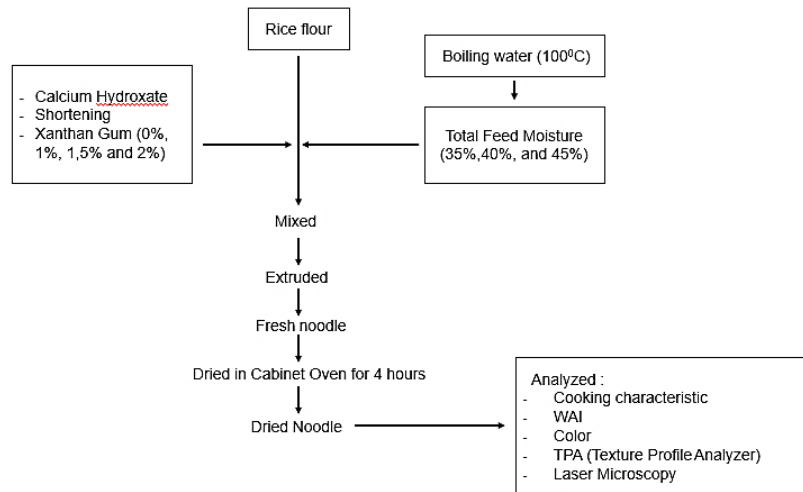 Rice flour
Boiling water (100⁰C)
- Calcium Hydroxate
- Shortening
- Xanthan Gum (0%,
1%, 1,5% and 2%)
Total Feed Moisture
(35%,40%, and 45%)
Mixed
Extruded
Fresh noodle
Dried in Cabinet Oven for 4 hours
Dried Noodle
Analyzed :
- Cooking characteristic
- WAI
- Color
- TPA (Texture Profile Analyzer)
- Laser Microscopy